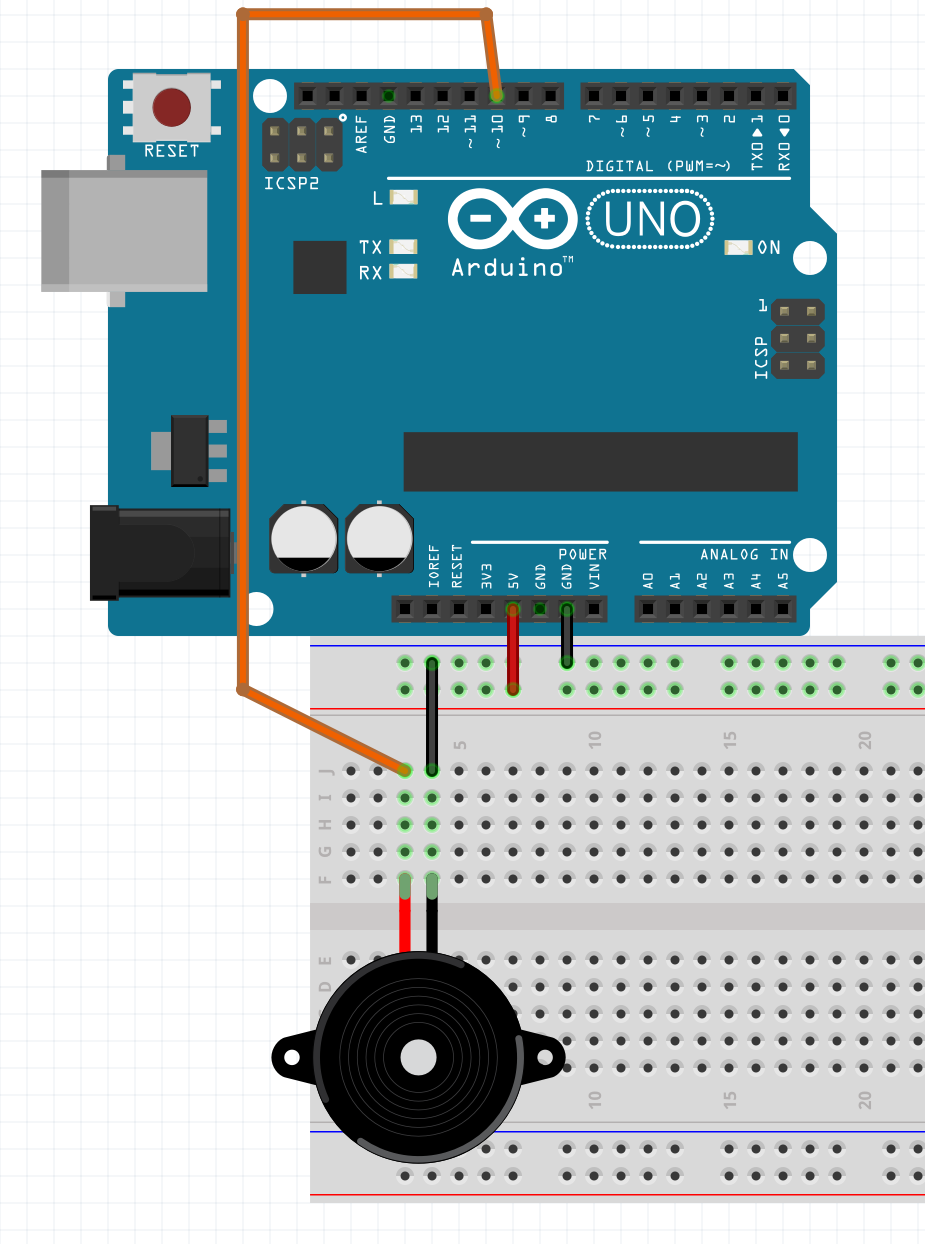 RESET
ICSP2
AREF
GND
13
12
~11
~10
~9
8
7
~6
~5
4
~3
2
TX0 1
RX0 0
DIGITAL (PWM=~)
L
TX
RX
UNO
Arduino™
ON
1
ICSP
IOREF
RESET
3V3
5V
GND
GND
VIN
POWER
ANALOG IN
A0
A1
A2
A3
A4
A5
5
10
15
20
J
I
H
G
F
E
D
10
15
20